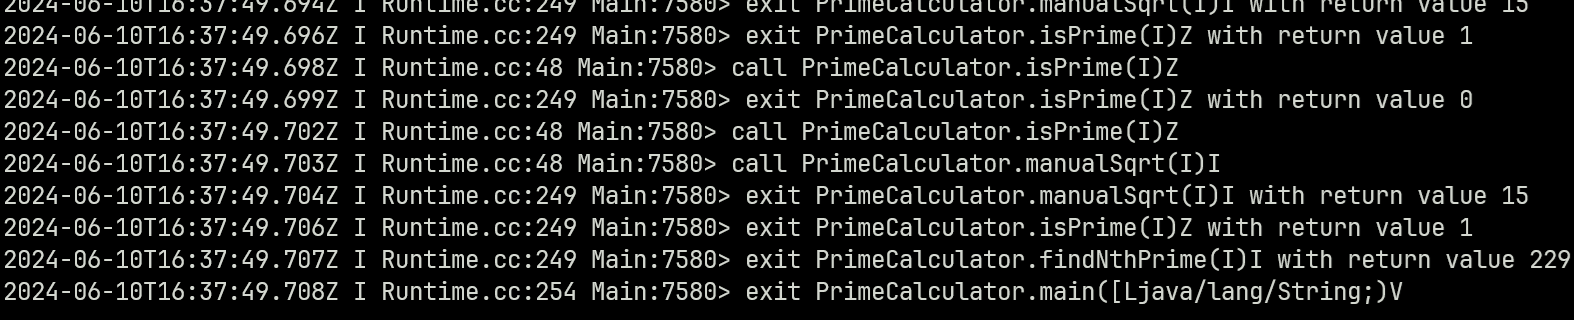 2024-06-10T16:37:49.694Z I Runtime.cc:249 Main:7580> exit PrimeCalculator.manualSqrt(I)I with return value 15
2024-06-10T16:37:49.696Z I Runtime.cc:249 Main:7580> exit PrimeCalculator.isPrime(I)Z with return value 1
2024-06-10T16:37:49.698Z I Runtime.cc:48 Main:7580> call PrimeCalculator.isPrime(I)Z
2024-06-10T16:37:49.699Z I Runtime.cc:249 Main:7580> exit PrimeCalculator.isPrime(I)Z with return value 0
2024-06-10T16:37:49.702Z I Runtime.cc:48 Main:7580> call PrimeCalculator.isPrime(I)Z
2024-06-10T16:37:49.703Z I Runtime.cc:48 Main:7580> call PrimeCalculator.manualSqrt(I)I
2024-06-10T16:37:49.704Z I Runtime.cc:249 Main:7580> exit PrimeCalculator.manualSqrt(I)I with return value 15
2024-06-10T16:37:49.706Z I Runtime.cc:249 Main:7580> exit PrimeCalculator.isPrime(I)Z with return value 1
2024-06-10T16:37:49.707Z I Runtime.cc:249 Main:7580> exit PrimeCalculator.findNthPrime(I)I with return value 229
2024-06-10T16:37:49.708Z I Runtime.cc:254 Main:7580> exit PrimeCalculator.main([Ljava/lang/String;)V